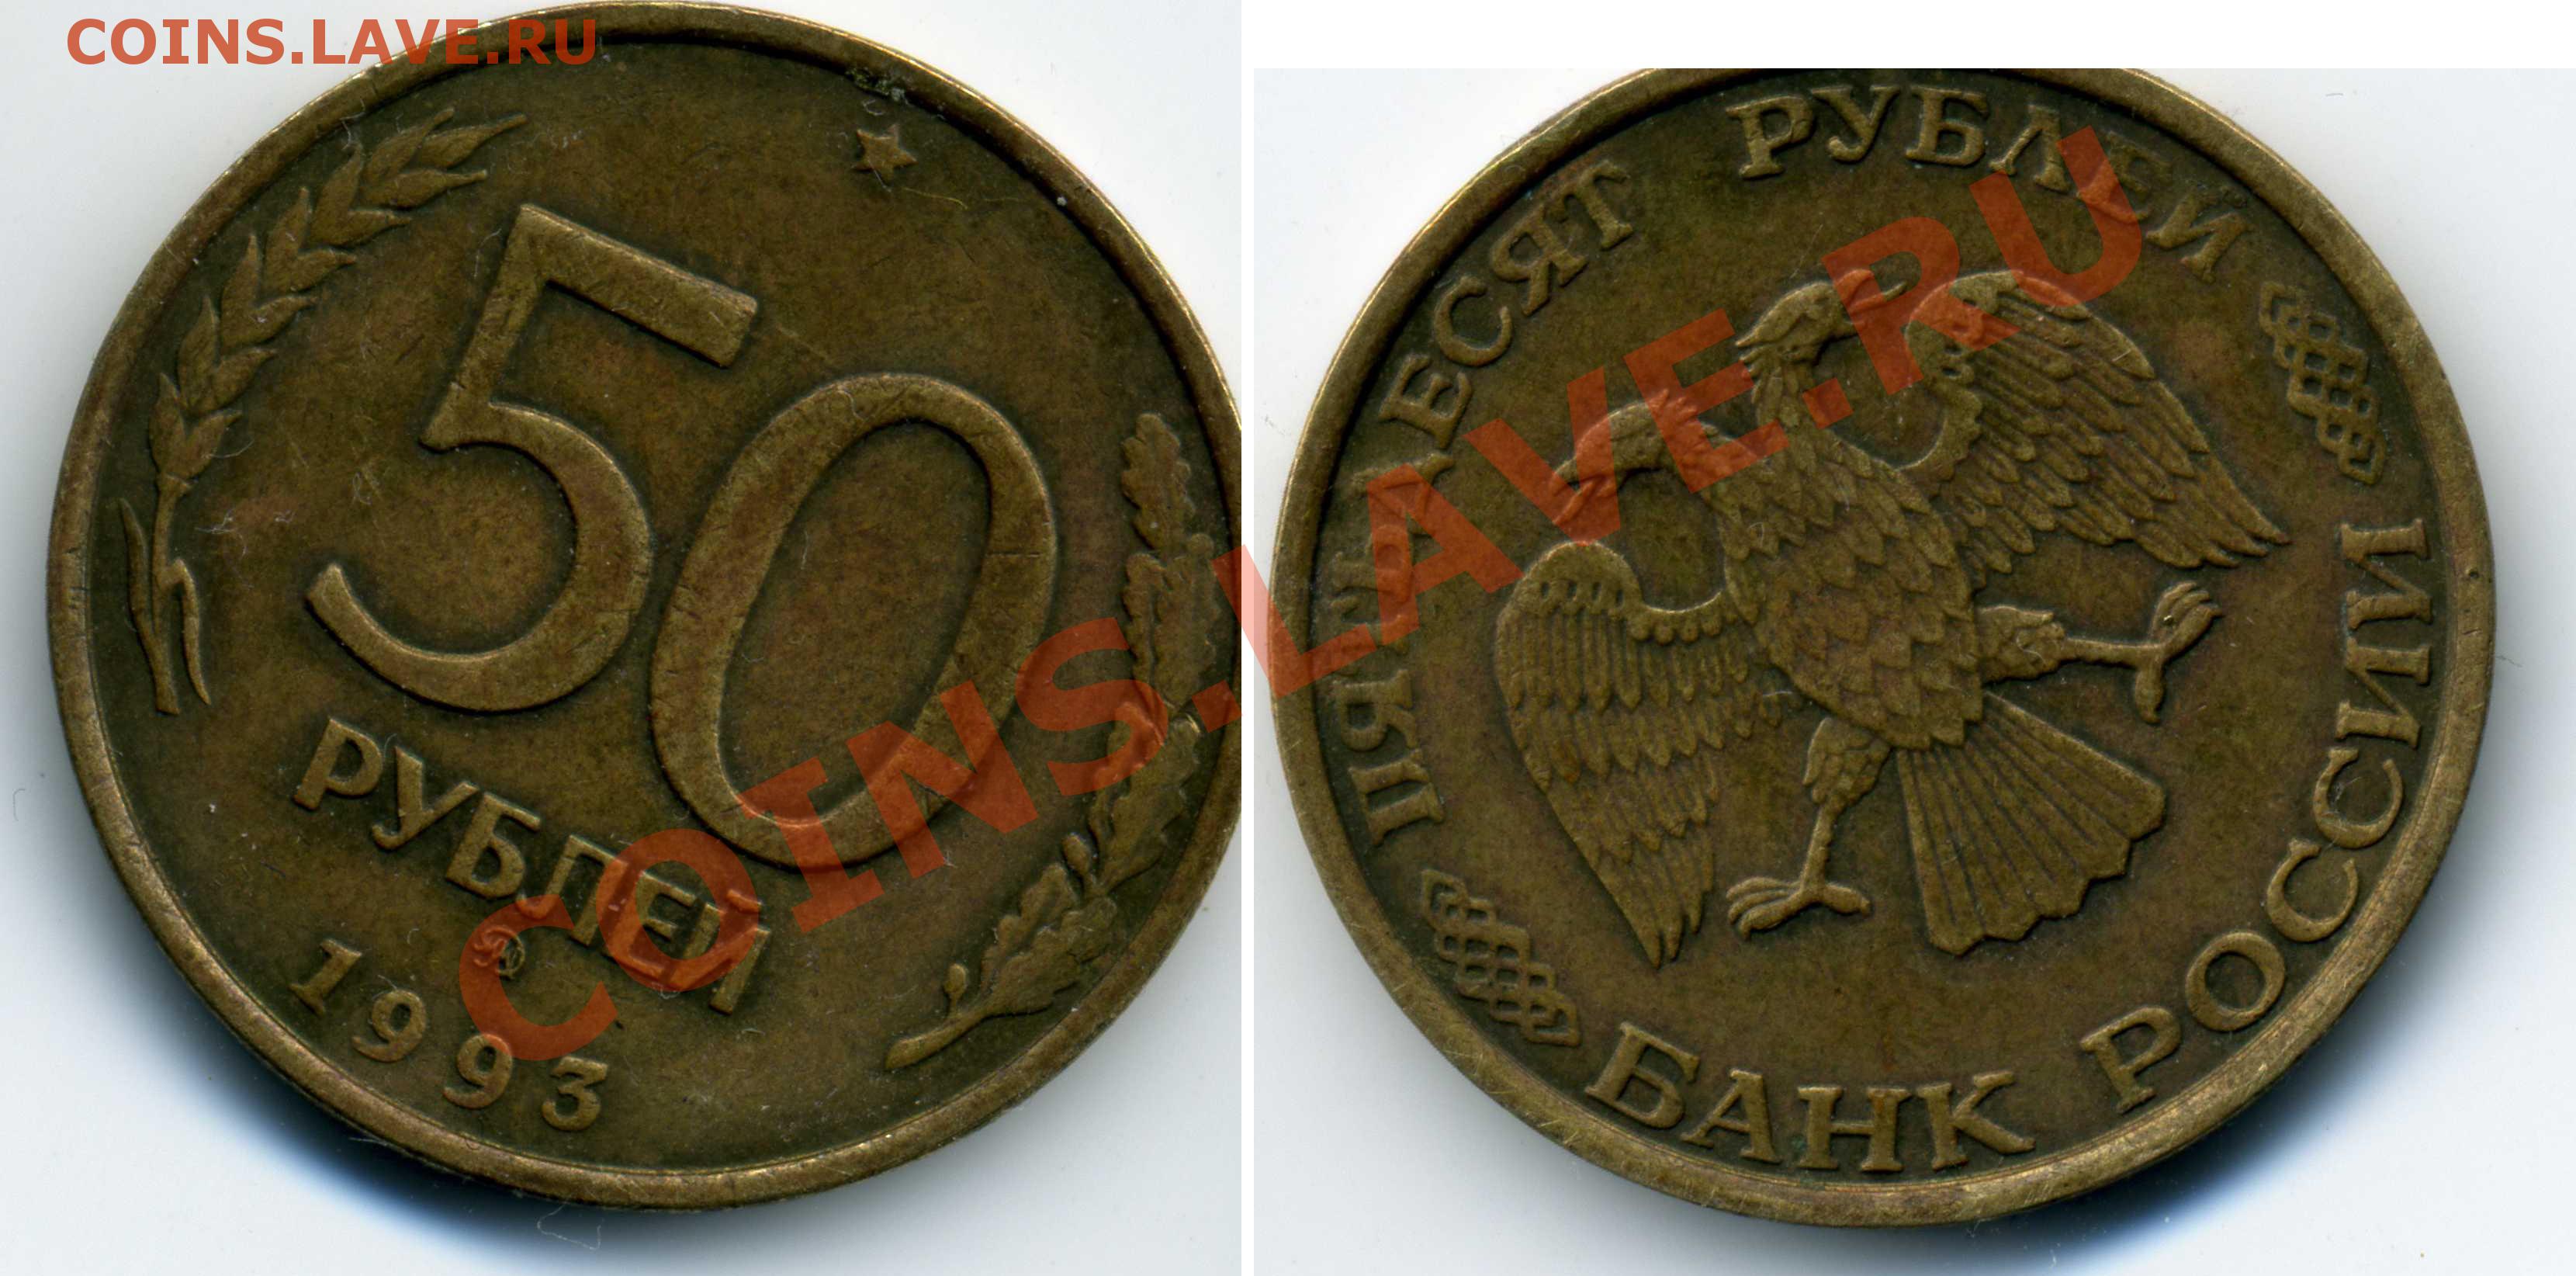 COINS.LAVE.RU
50
РУБЛЕЙ
1993
ПЯТЬДЕСЯТ РУБЛЕЙ
БАНК РОССИИ
COINS.LAVE.RU